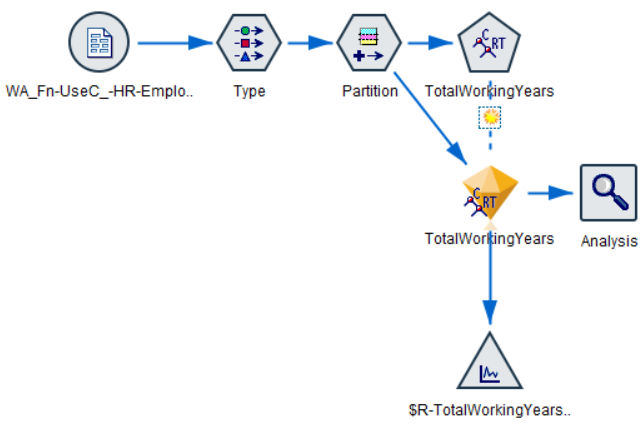 C
RT
WA_Fn-UseC_-HR-Emplo..
Type
Partition
TotalWorkingYears
C
RT
TotalWorkingYears
Analysis
$R-TotalWorkingYears..